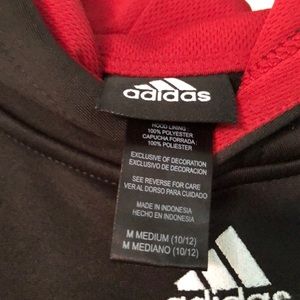 adidas
HOOD LINING
100% POLYESTER
CAPUCHA FORRADA
100% POLIESTER
EXCLUSIVE OF DECORATION
EXCLUSIVO DE DECORACIÓN
SEE REVERSE FOR CARE
VER AL DORSO PARA CUIDADO
MADE IN INDONESIA
HECHO EN INDONESIA
M MEDIUM (10/12)
M MEDIANO (10/12)
adidas